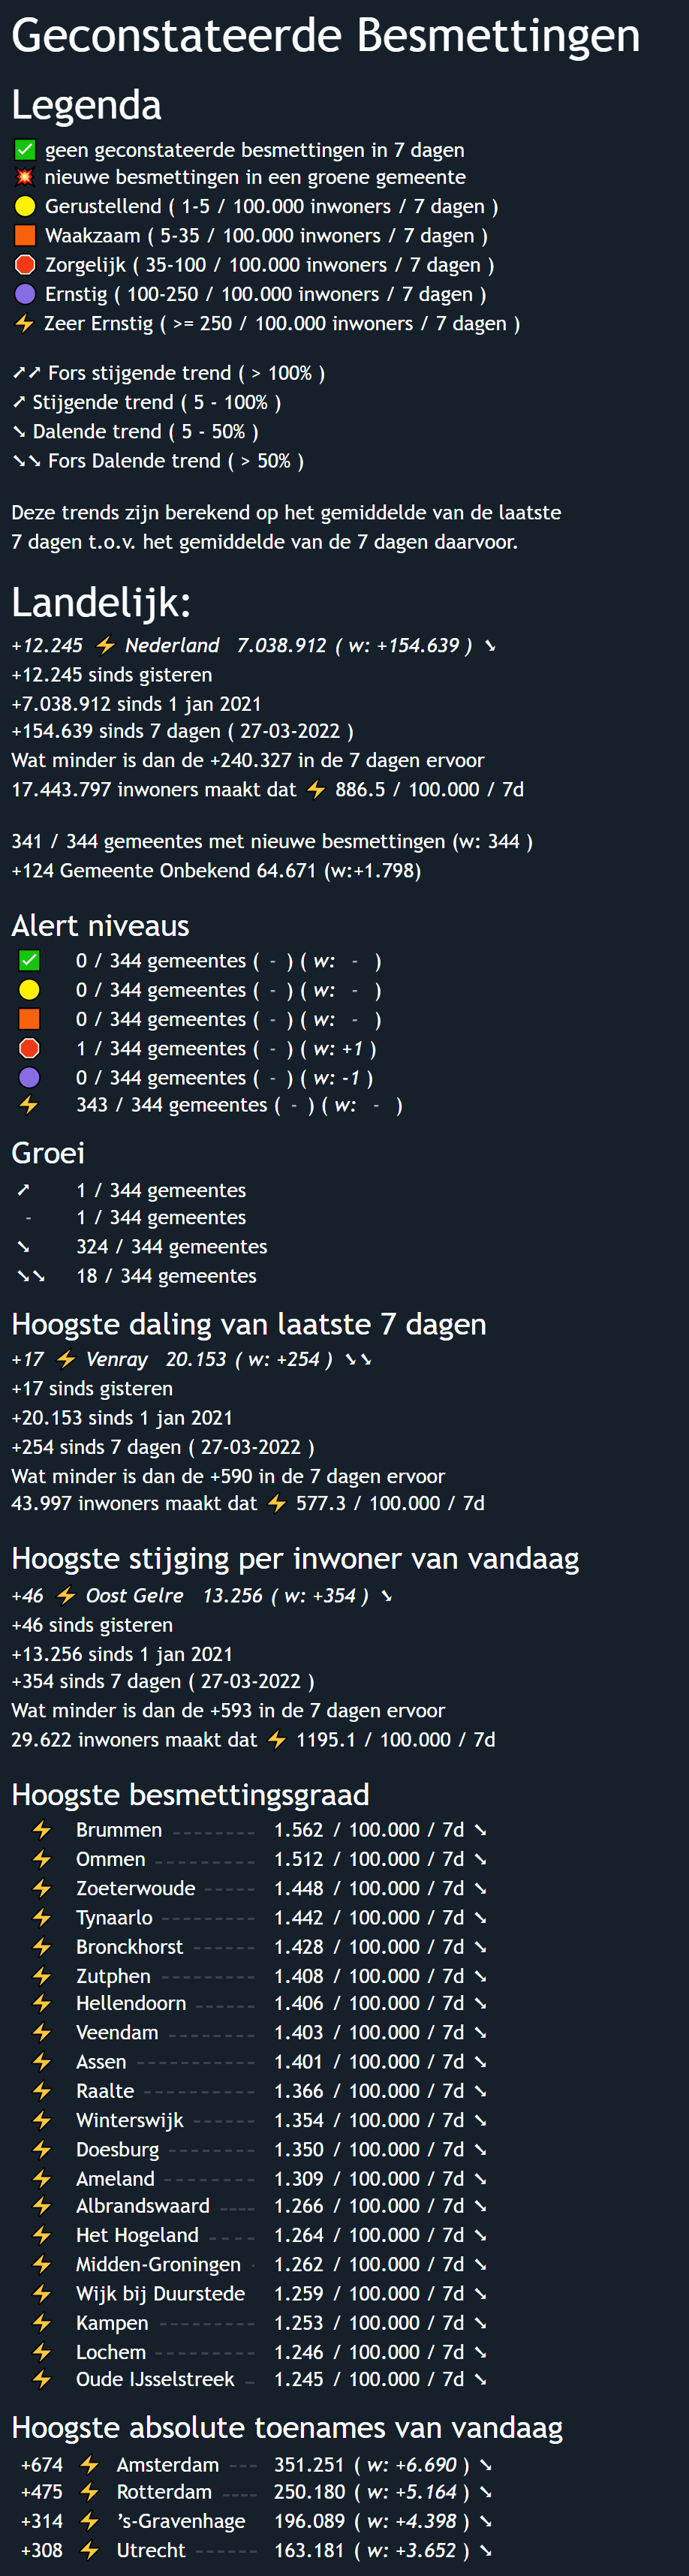 Geconstateerde Besmettingen
Legenda
✅ geen geconstateerde besmettingen in 7 dagen
💥 nieuwe besmettingen in een groene gemeente
🟡 Gerustellend ( 1-5 / 100.000 inwoners / 7 dagen )
🟧 Waakzaam ( 5-35 / 100.000 inwoners / 7 dagen )
🛑 Zorgelijk ( 35-100 / 100.000 inwoners / 7 dagen )
🟣 Ernstig ( 100-250 / 100.000 inwoners / 7 dagen )
⚡ Zeer Ernstig ( >= 250 / 100.000 inwoners / 7 dagen )
➚➚ Fors stijgende trend ( > 100% )
➚ Stijgende trend ( 5 - 100% )
➘ Dalende trend ( 5 - 50% )
➘➘ Fors Dalende trend ( > 50% )
Deze trends zijn berekend op het gemiddelde van de laatste
7 dagen t.o.v. het gemiddelde van de 7 dagen daarvoor.
Landelijk:
+12.245 ⚡ Nederland 7.038.912 ( w: +154.639 ) ➘
+12.245 sinds gisteren
+7.038.912 sinds 1 jan 2021
+154.639 sinds 7 dagen ( 27-03-2022 )
Wat minder is dan de +240.327 in de 7 dagen ervoor
17.443.797 inwoners maakt dat ⚡ 886.5 / 100.000 / 7d
341 / 344 gemeentes met nieuwe besmettingen (w: 344 )
+124 Gemeente Onbekend 64.671 (w:+1.798)
Alert niveaus
✅ 0 / 344 gemeentes ( - ) ( w: - )
🟡 0 / 344 gemeentes ( - ) ( w: - )
🟧 0 / 344 gemeentes ( - ) ( w: - )
🛑 1 / 344 gemeentes ( - ) ( w: +1 )
🟣 0 / 344 gemeentes ( - ) ( w: -1 )
⚡ 343 / 344 gemeentes ( - ) ( w: - )
Groei
➚ 1 / 344 gemeentes
- 1 / 344 gemeentes
➘ 324 / 344 gemeentes
➘➘ 18 / 344 gemeentes
Hoogste daling van laatste 7 dagen
+17 ⚡ Venray 20.153 ( w: +254 ) ➘➘
+17 sinds gisteren
+20.153 sinds 1 jan 2021
+254 sinds 7 dagen ( 27-03-2022 )
Wat minder is dan de +590 in de 7 dagen ervoor
43.997 inwoners maakt dat ⚡ 577.3 / 100.000 / 7d
Hoogste stijging per inwoner van vandaag
+46 ⚡ Oost Gelre 13.256 ( w: +354 ) ➘
+46 sinds gisteren
+13.256 sinds 1 jan 2021
+354 sinds 7 dagen ( 27-03-2022 )
Wat minder is dan de +593 in de 7 dagen ervoor
29.622 inwoners maakt dat ⚡ 1195.1 / 100.000 / 7d
Hoogste besmettingsgraad
⚡ Brummen -------- 1.562 / 100.000 / 7d ➘
⚡ Ommen ---------- 1.512 / 100.000 / 7d ➘
⚡ Zoeterwoude ----- 1.448 / 100.000 / 7d ➘
⚡ Tynaarlo --------- 1.442 / 100.000 / 7d ➘
⚡ Bronckhorst ------ 1.428 / 100.000 / 7d ➘
⚡ Zutphen --------- 1.408 / 100.000 / 7d ➘
⚡ Hellendoorn ------ 1.406 / 100.000 / 7d ➘
⚡ Veendam -------- 1.403 / 100.000 / 7d ➘
⚡ Assen ----------- 1.401 / 100.000 / 7d ➘
⚡ Raalte ---------- 1.366 / 100.000 / 7d ➘
⚡ Winterswijk ------ 1.354 / 100.000 / 7d ➘
⚡ Doesburg -------- 1.350 / 100.000 / 7d ➘
⚡ Ameland -------- 1.309 / 100.000 / 7d ➘
⚡ Albrandswaard ---- 1.266 / 100.000 / 7d ➘
⚡ Het Hogeland ---- 1.264 / 100.000 / 7d ➘
⚡ Midden-Groningen - 1.262 / 100.000 / 7d ➘
⚡ Wijk bij Duurstede 1.259 / 100.000 / 7d ➘
⚡ Kampen --------- 1.253 / 100.000 / 7d ➘
⚡ Lochem ---------- 1.246 / 100.000 / 7d ➘
⚡ Oude IJsselstreek - 1.245 / 100.000 / 7d ➘
Hoogste absolute toenames van vandaag
+674 ⚡ Amsterdam --- 351.251 ( w: +6.690 ) ➘
+475 ⚡ Rotterdam ---- 250.180 ( w: +5.164 ) ➘
+314 ⚡ ’s-Gravenhage 196.089 ( w: +4.398 ) ➘
+308 ⚡ Utrecht ------ 163.181 ( w: +3.652 ) ➘